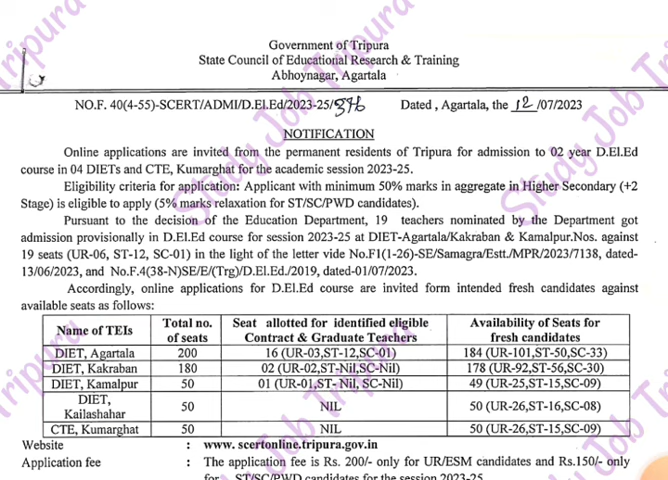 Government of Tripura
State Council of Educational Research & Training
Abhoynagar, Agartala
NO.F. 40(4-55)-SCERT/ADMI/D.El.Ed/2023-25/376 Dated , Agartala, the 12 /07/2023
NOTIFICATION
Online applications are invited from the permanent residents of Tripura for admission to 02 year D.El.Ed
course in 04 DIETs and CTE, Kumarghat for the academic session 2023-25.
Eligibility criteria for application: Applicant with minimum 50% marks in aggregate in Higher Secondary (+2
Stage) is eligible to apply (5% marks relaxation for ST/SC/PWD candidates).
Pursuant to the decision of the Education Department, 19 teachers nominated by the Department got
admission provisionally in D.El.Ed course for session 2023-25 at DIET-Agartala/Kakraban & Kamalpur.Nos. against
19 seats (UR-06, ST-12, SC-01) in the light of the letter vide No.F1(1-26)-SE/Samagra/Estt./MPR/2023/7138, dated-
13/06/2023, and No.F.4(38-N)SE/E/(Trg)/D.El.Ed./2019, dated-01/07/2023.
Accordingly, online applications for D.El.Ed course are invited form intended fresh candidates against
available seats as follows:
Name of TEIs Total no. of seats Seat allotted for identified eligible Contract & Graduate Teachers Availability of Seats for fresh candidates
DIET, Agartala 200 16 (UR-03,ST-12,SC-01) 184 (UR-101,ST-50,SC-33)
DIET, Kakraban 180 02 (UR-02,ST-Nil,SC-Nil) 178 (UR-92,ST-56,SC-30)
DIET, Kamalpur 50 01 (UR-01,ST- Nil, SC-Nil) 49 (UR-25,ST-15,SC-09)
DIET, Kailashahar 50 NIL 50 (UR-26,ST-16,SC-08)
CTE, Kumarghat 50 NIL 50 (UR-26,ST-15,SC-09)
Website : www. scertonline.tripura.gov.in
Application fee : The application fee is Rs. 200/- only for UR/ESM candidates and Rs.150/- only
for ST/SC/PWD candidates for the session 2023-25
Study Job Tripura